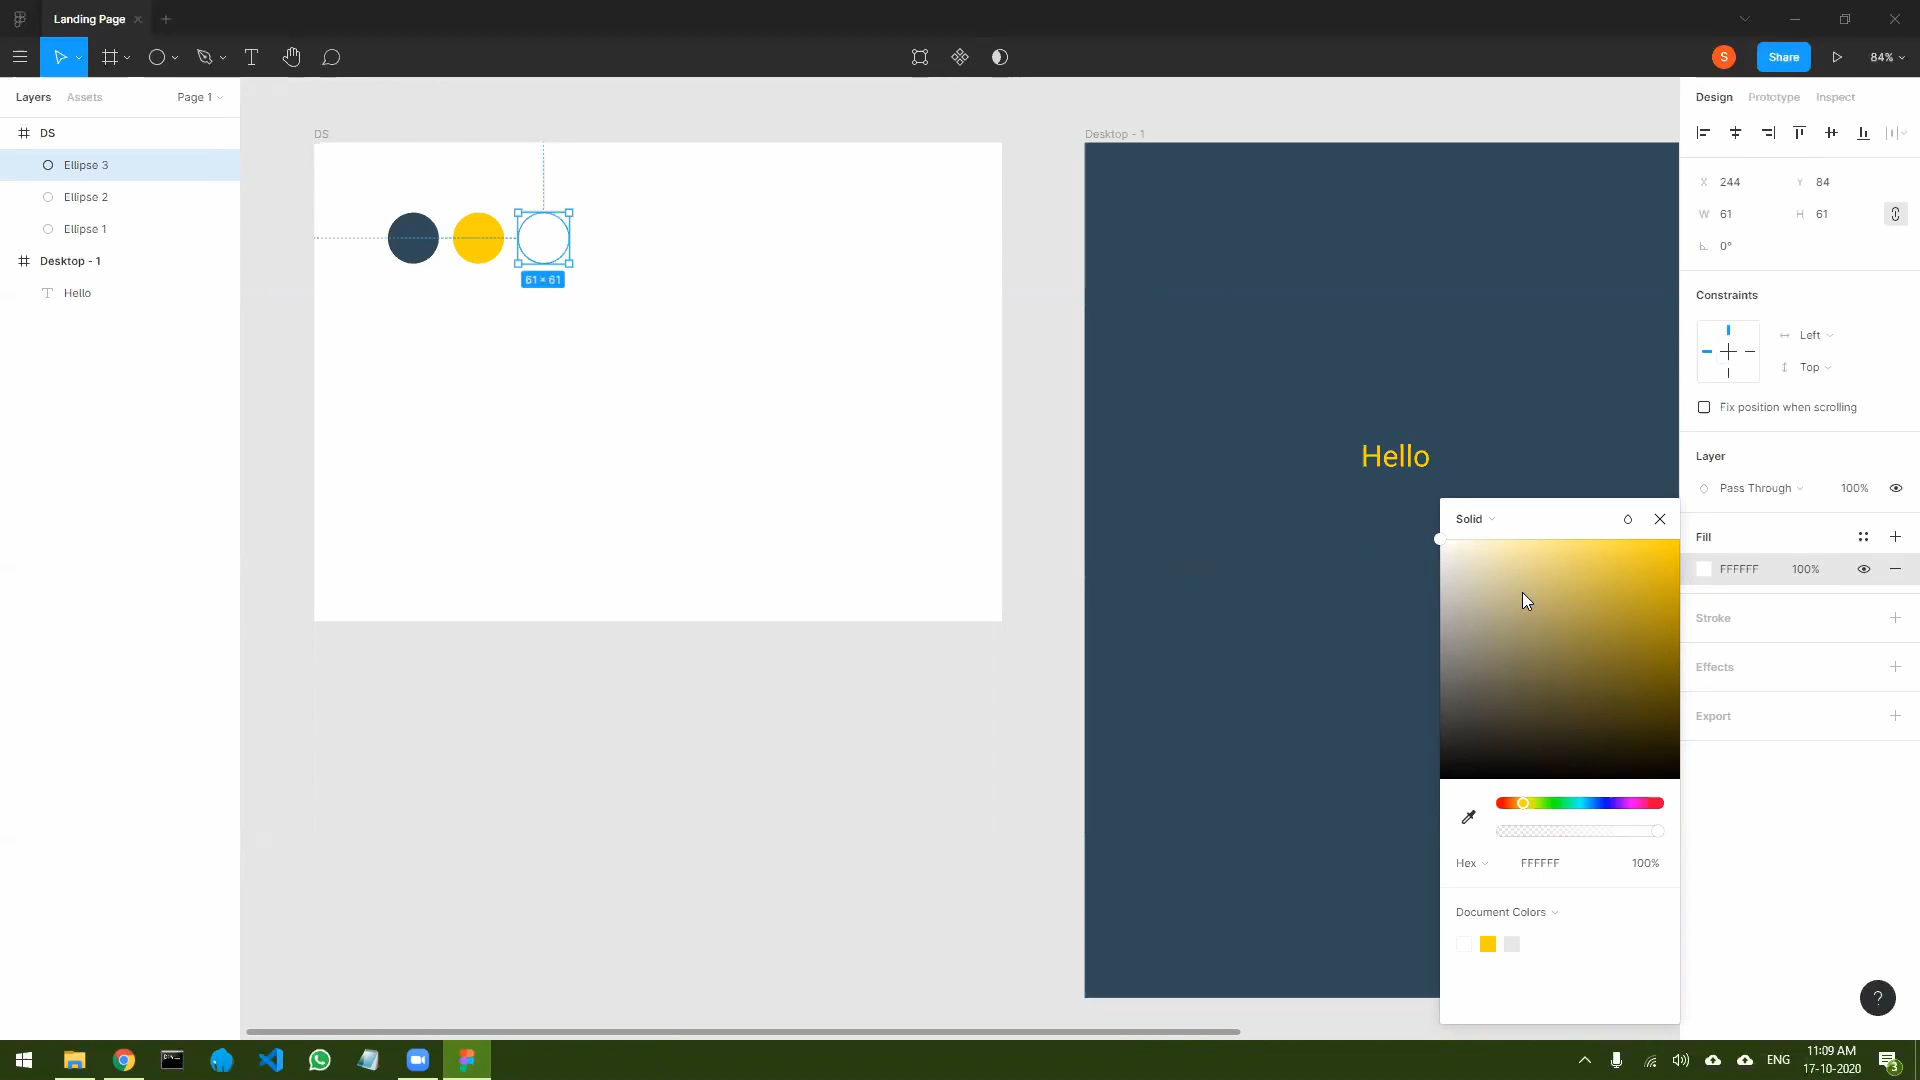 Landing Page
S
Share
84%
Layers
Assets
Page 1
Design
Prototype
Inspect
DS
Ellipse 3
Ellipse 2
Ellipse 1
Desktop - 1
Hello
DS
61 × 61
Desktop - 1
Hello
X 244
Y 84
W 61
H 61
0°
Constraints
Left
Top
Fix position when scrolling
Layer
Pass Through
100%
Fill
FFFFFF
100%
Stroke
Effects
Export
Solid
Hex
FFFFFF
100%
Document Colors
?
ENG
11:09 AM
17-10-2020
3